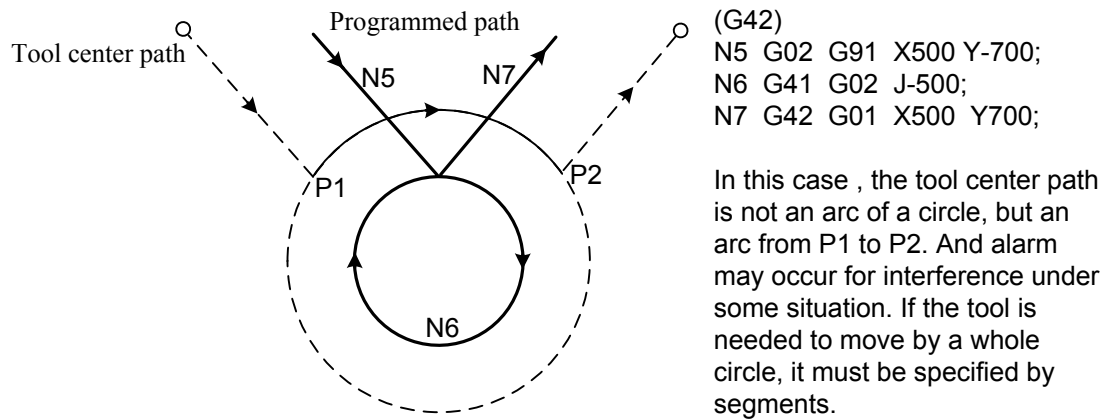 Programmed path
Tool center path
N5
N7
P1
P2
N6
(G42)
N5 G02 G91 X500 Y-700;
N6 G41 G02 J-500;
N7 G42 G01 X500 Y700;
In this case , the tool center path
is not an arc of a circle, but an
arc from P1 to P2. And alarm
may occur for interference under
some situation. If the tool is
needed to move by a whole
circle, it must be specified by
segments.